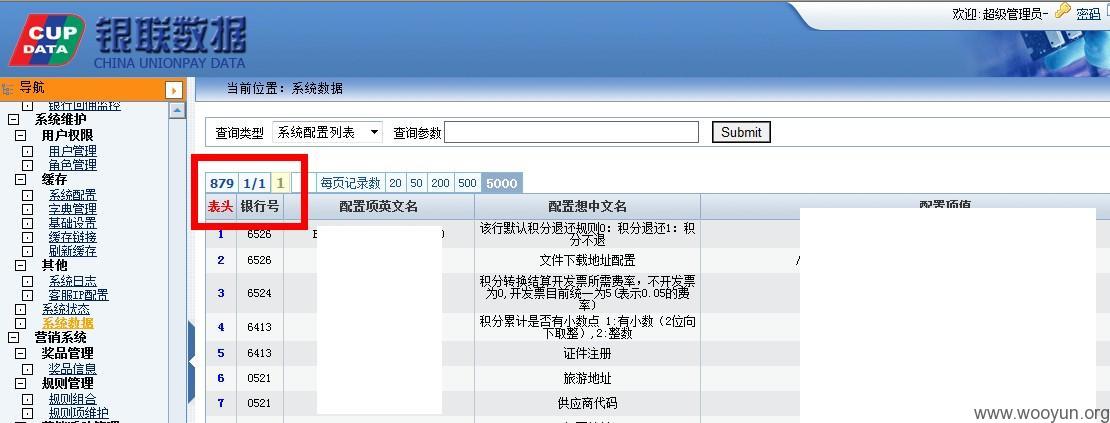 CUP DATA
银联数据
CHINA UNIONPAY DATA
欢迎:超级管理员- 密码
导航
当前位置：系统数据
银行回佣监控
系统维护
用户权限
用户管理
角色管理
缓存
系统配置
字典管理
基础设置
缓存链接
刷新缓存
其他
系统日志
客服IP配置
系统状态
系统数据
营销系统
奖品管理
奖品信息
规则管理
规则组合
规则项维护
查询类型 系统配置列表 查询参数 Submit
879 1/1 1 每页记录数 20 50 200 500 5000
表头 银行号 配置项英文名 配置想中文名 配置项值
1 6526 该行默认积分退还规则0：积分退还1：积分不退
2 6526 文件下载地址配置 /
3 6524 积分转换结算开发票所需费率，不开发票为0,开发票目前统一为5(表示0.05的费率)
4 6413 积分累计是否有小数点 1:有小数（2位向下取整）,2:整数
5 6413 证件注册
6 0521 旅游地址
7 0521 供应商代码
www.wooyun.org